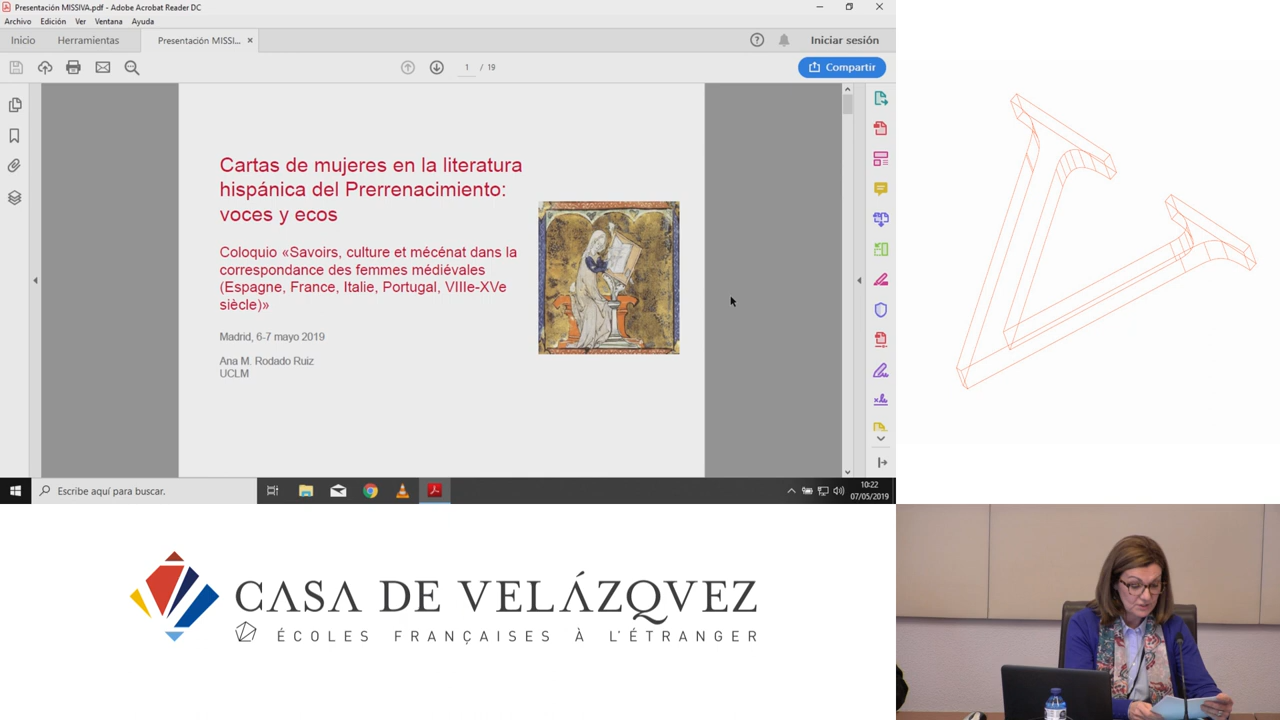 Presentación MISSIVA.pdf - Adobe Acrobat Reader DC
Archivo Edición Ver Ventana Ayuda
Inicio Herramientas Presentación MISSI... Iniciar sesión
1 / 19 Compartir
Cartas de mujeres en la literatura
hispánica del Prerrenacimiento:
voces y ecos
Coloquio «Savoirs, culture et mécénat dans la
correspondance des femmes médiévales
(Espagne, France, Italie, Portugal, VIIIe-XVe
siècle)»
Madrid, 6-7 mayo 2019
Ana M. Rodado Ruiz
UCLM
Escribe aquí para buscar.
10:22
07/05/2019
CASA DE VELÁZQVEZ
ÉCOLES FRANÇAISES À L'ÉTRANGER